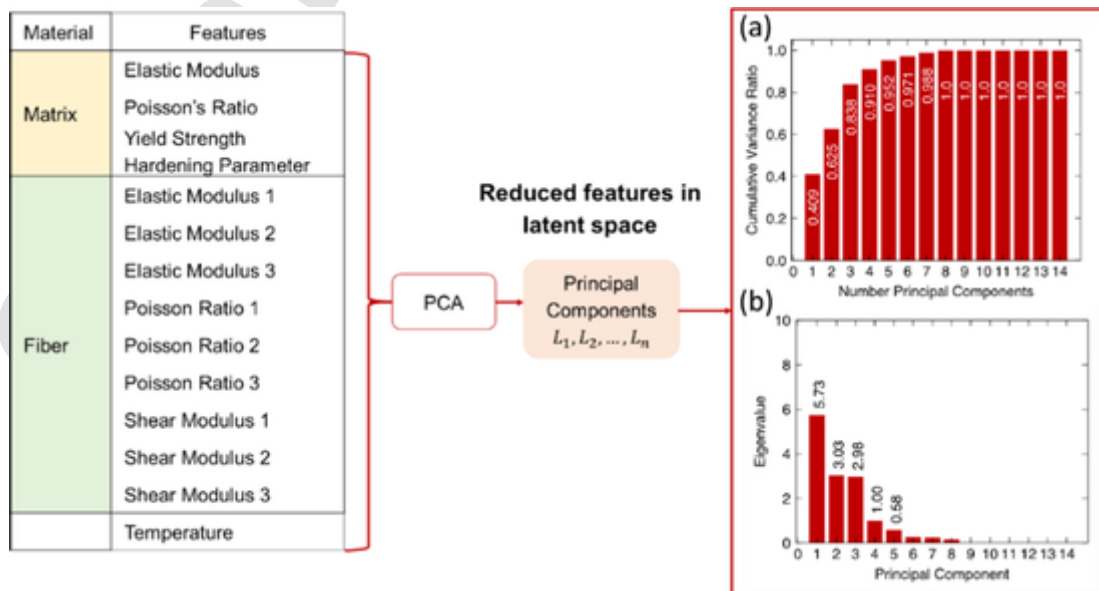 Material Features
Matrix
Elastic Modulus
Poisson's Ratio
Yield Strength
Hardening Parameter
Fiber
Elastic Modulus 1
Elastic Modulus 2
Elastic Modulus 3
Poisson Ratio 1
Poisson Ratio 2
Poisson Ratio 3
Shear Modulus 1
Shear Modulus 2
Shear Modulus 3
Temperature
PCA
Reduced features in
latent space
Principal
Components
L₁, L₂, ..., Lₙ
(a)
Cumulative Variance Ratio
1.0
0.8
0.6
0.4
0.2
0.0
0.409 0.625 0.838 0.910 0.952 0.971 0.988 1.0 1.0 1.0 1.0 1.0 1.0 1.0
0 1 2 3 4 5 6 7 8 9 10 11 12 13 14
Number Principal Components
(b)
Eigenvalue
10
8
6
4
2
0
5.73 3.03 2.98 1.00 0.58
0 1 2 3 4 5 6 7 8 9 10 11 12 13 14
Principal Component